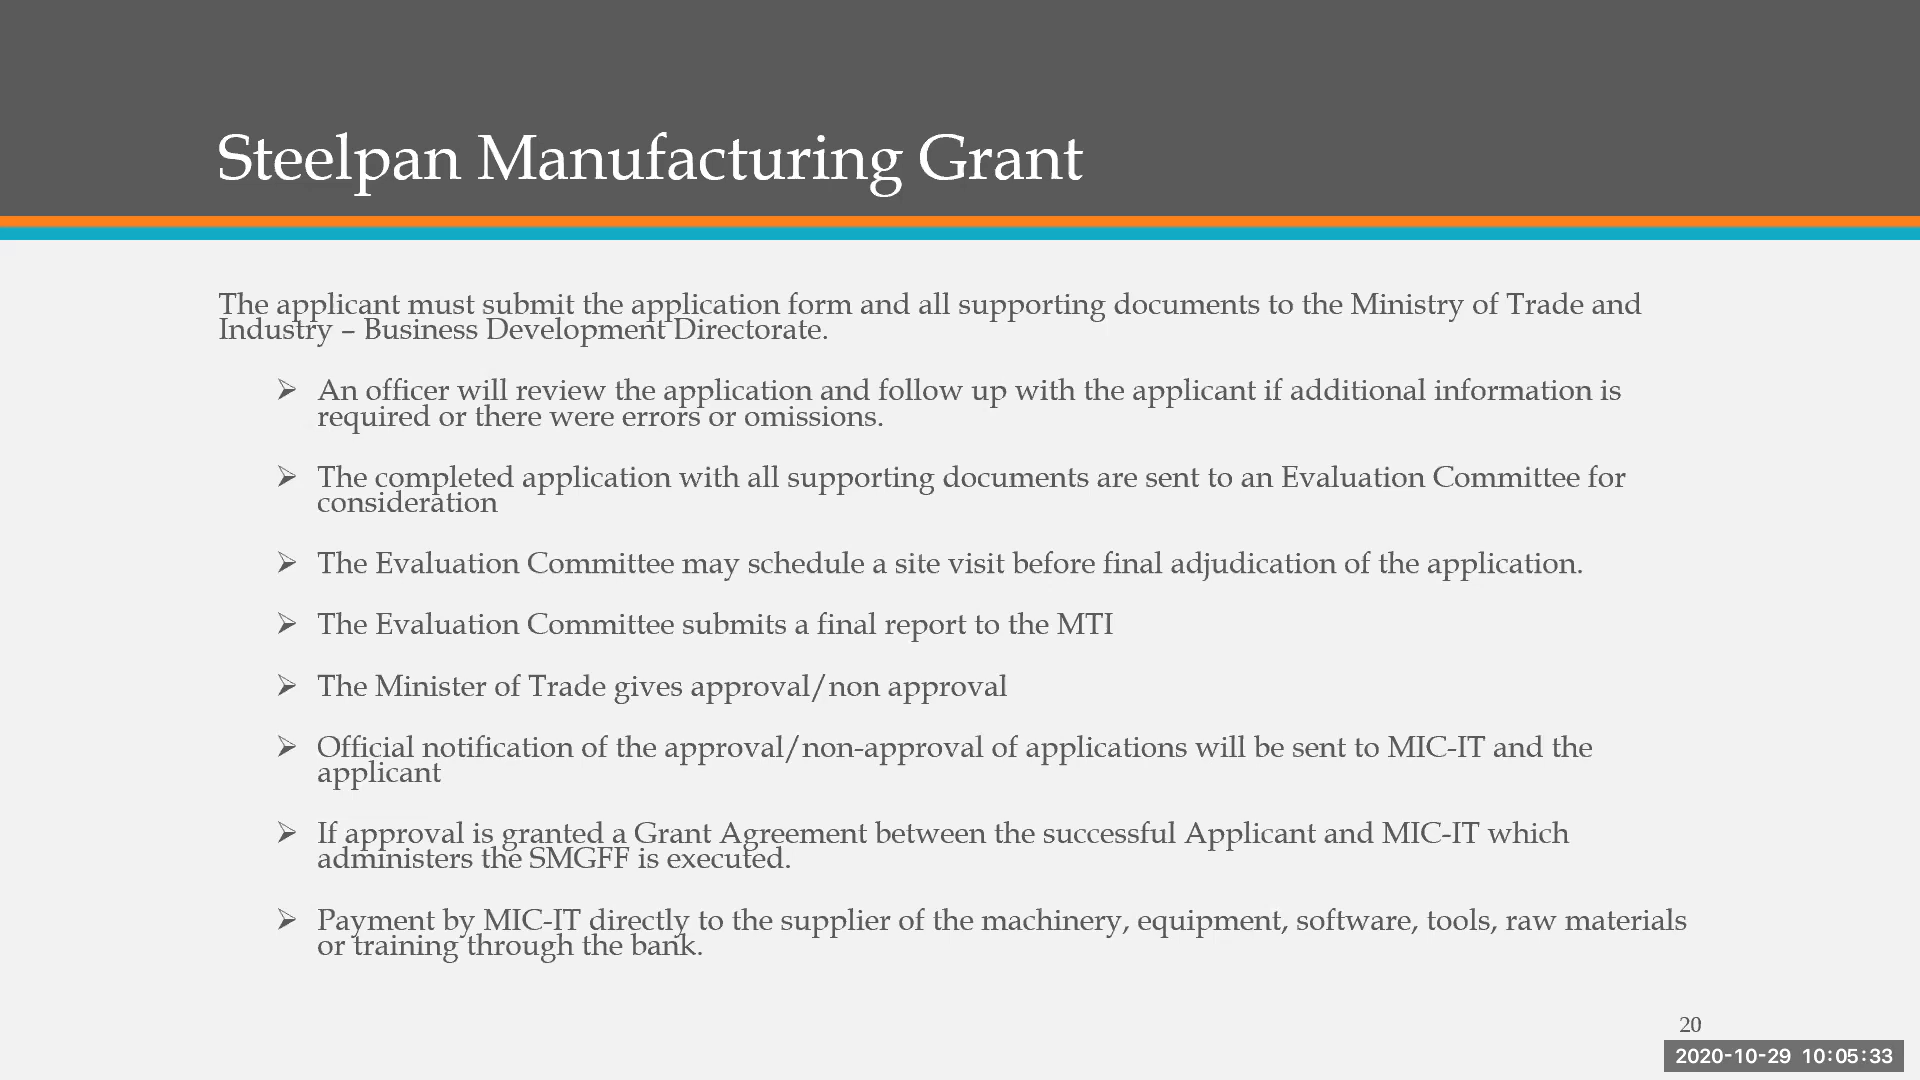 Steelpan Manufacturing Grant
The applicant must submit the application form and all supporting documents to the Ministry of Trade and
Industry – Business Development Directorate.
➢ An officer will review the application and follow up with the applicant if additional information is
required or there were errors or omissions.
➢ The completed application with all supporting documents are sent to an Evaluation Committee for
consideration
➢ The Evaluation Committee may schedule a site visit before final adjudication of the application.
➢ The Evaluation Committee submits a final report to the MTI
➢ The Minister of Trade gives approval/non approval
➢ Official notification of the approval/non-approval of applications will be sent to MIC-IT and the
applicant
➢ If approval is granted a Grant Agreement between the successful Applicant and MIC-IT which
administers the SMGFF is executed.
➢ Payment by MIC-IT directly to the supplier of the machinery, equipment, software, tools, raw materials
or training through the bank.
20
2020-10-29 10:05:33